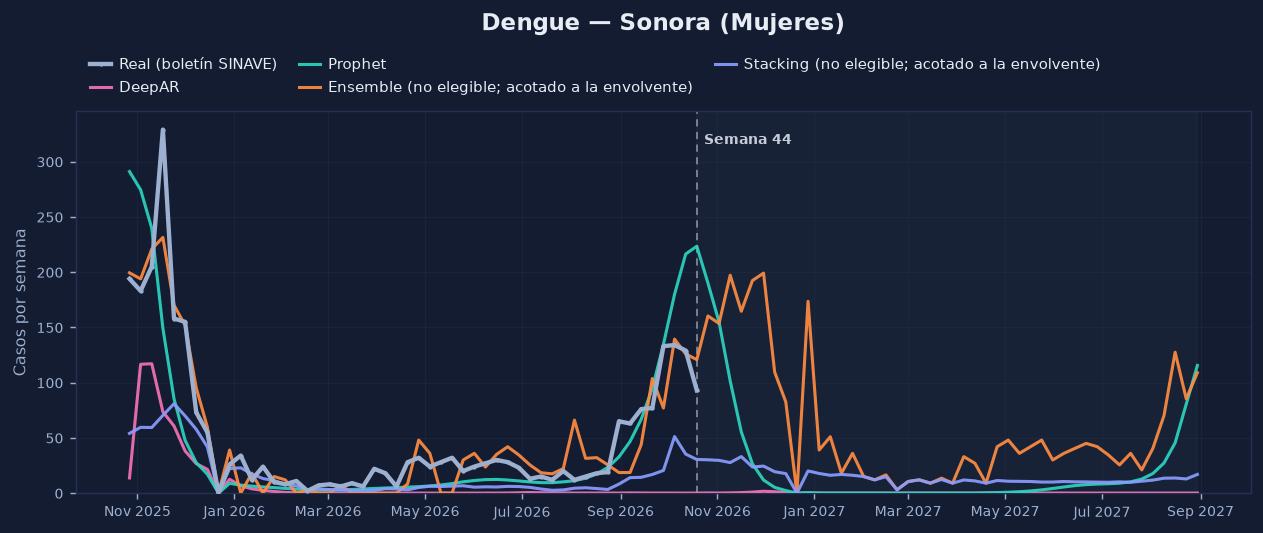 Dengue — Sonora (Mujeres)
Real (boletín SINAVE)
Prophet
Stacking (no elegible; acotado a la envolvente)
DeepAR
Ensemble (no elegible; acotado a la envolvente)
Semana 44
Casos por semana
300
250
200
150
100
50
0
Nov 2025
Jan 2026
Mar 2026
May 2026
Jul 2026
Sep 2026
Nov 2026
Jan 2027
Mar 2027
May 2027
Jul 2027
Sep 2027